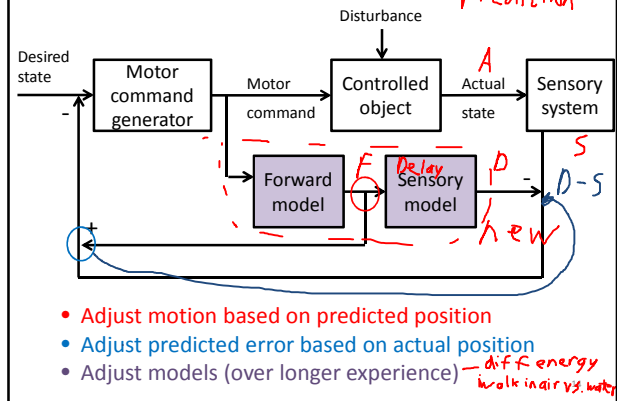 prediction
Disturbance
Desired
state
-
Motor
command
generator
Motor
command
Controlled
object
A
Actual
state
Sensory
system
S
F
Delay
D
Forward
model
Sensory
model
-
D-S
+
new
• Adjust motion based on predicted position
• Adjust predicted error based on actual position
• Adjust models (over longer experience) – diff energy
walk in air vs. water